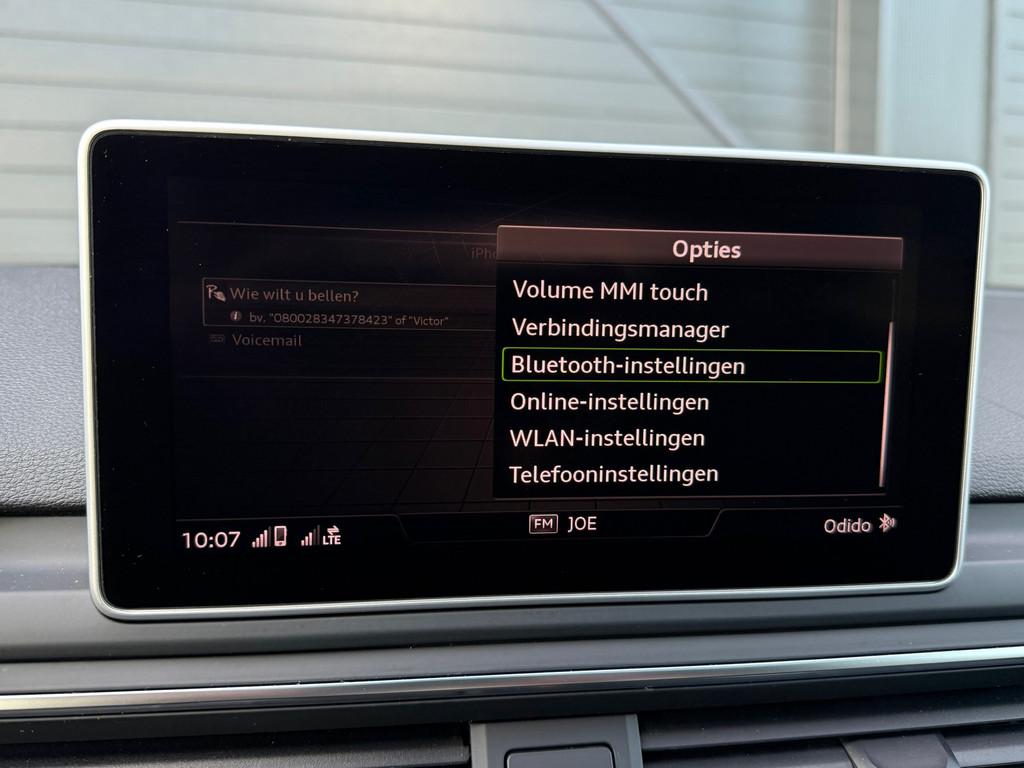 Opties
Volume MMI touch
Verbindingsmanager
Bluetooth-instellingen
Online-instellingen
WLAN-instellingen
Telefooninstellingen
Wie wilt u bellen?
bv. "080028347378423" of "Victor"
Voicemail
10:07 LTE
FM JOE
Odido